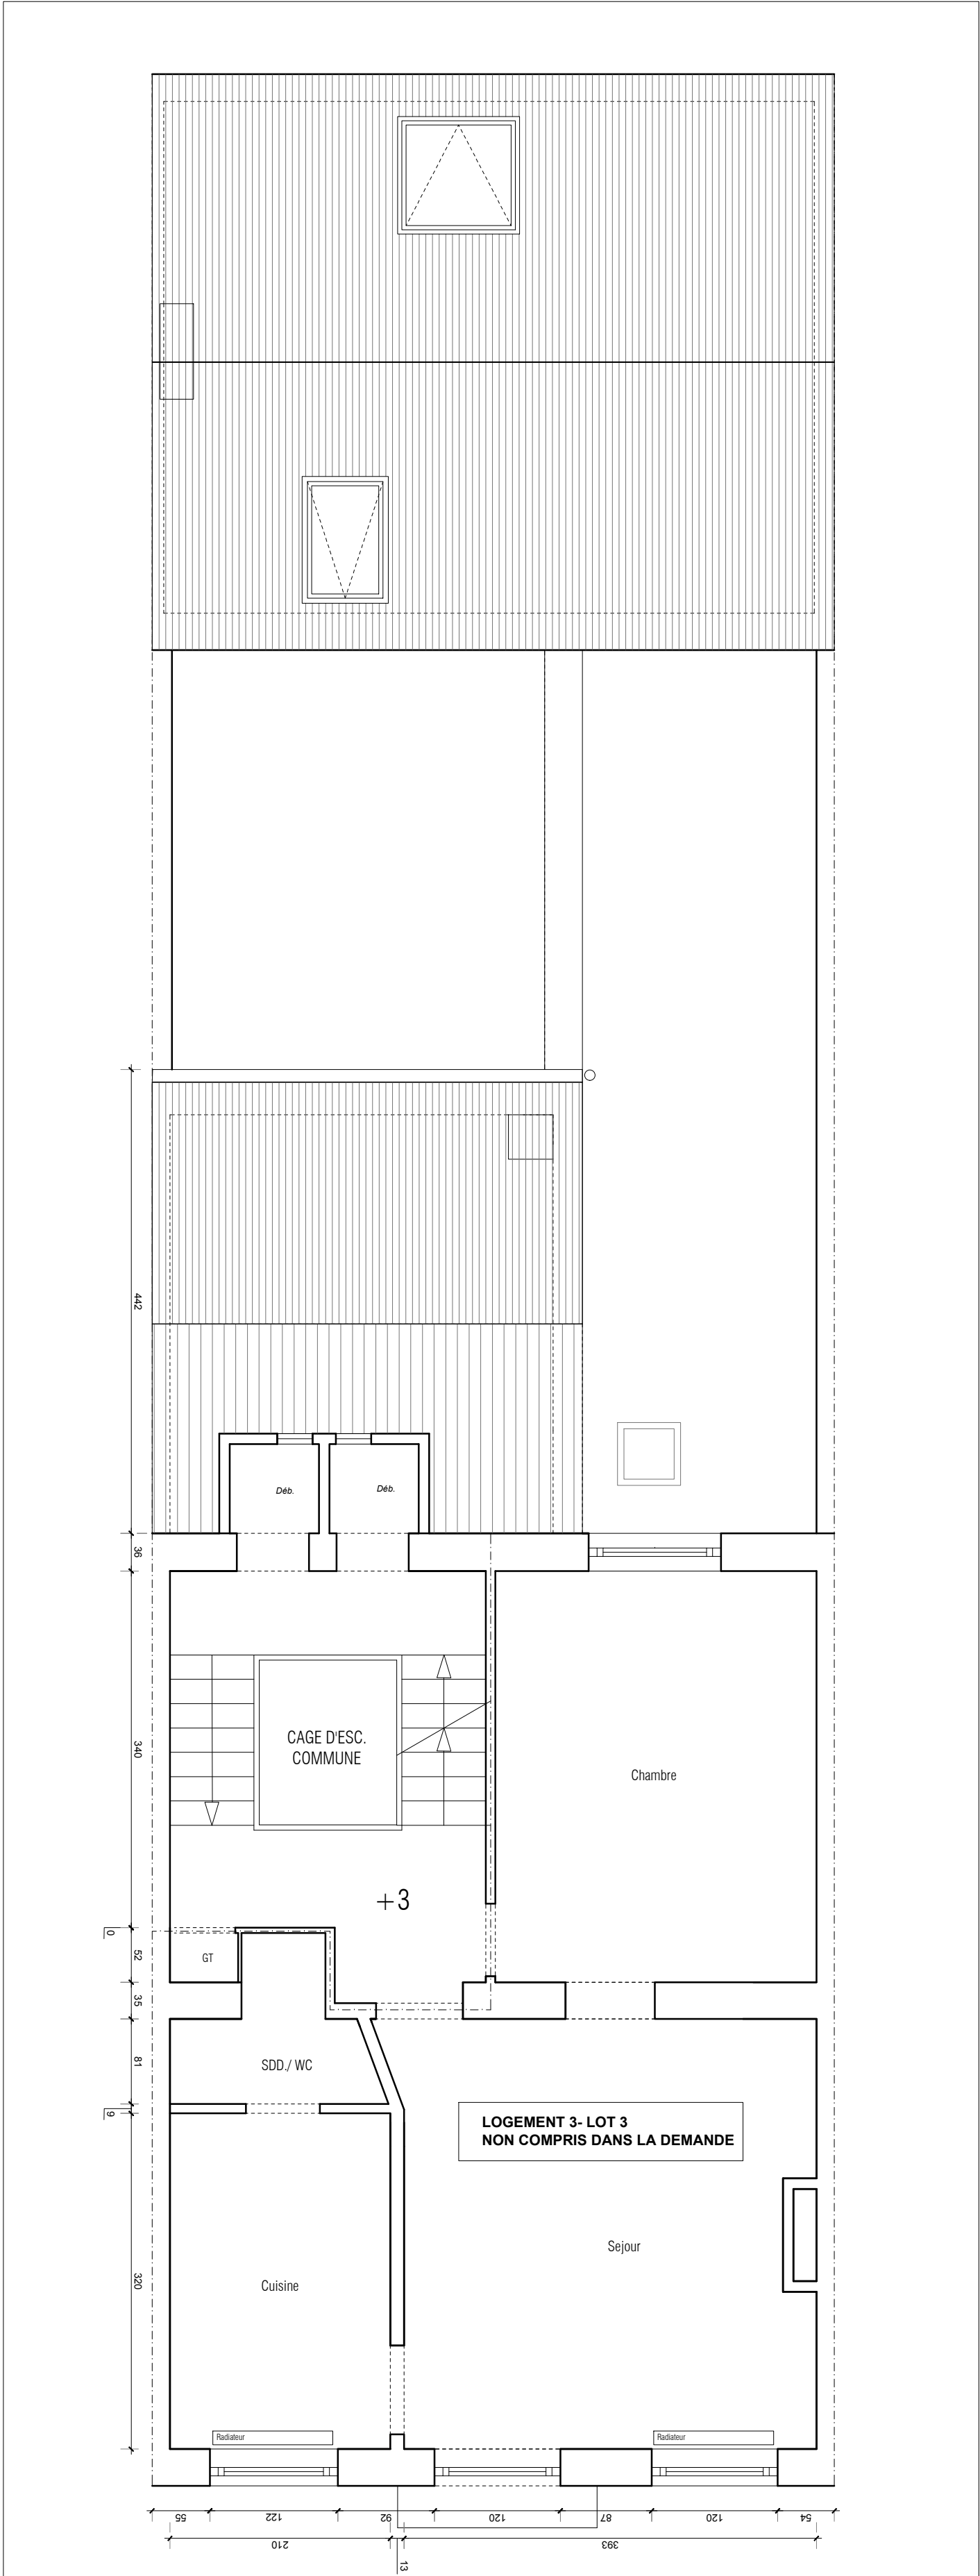 442
Déb.
Déb.
36
340
CAGE D'ESC.
COMMUNE
Chambre
+3
0
52
GT
35
81
SDD./ WC
9
LOGEMENT 3- LOT 3
NON COMPRIS DANS LA DEMANDE
Sejour
320
Cuisine
Radiateur
Radiateur
55
122
92
120
87
120
54
210
393
13